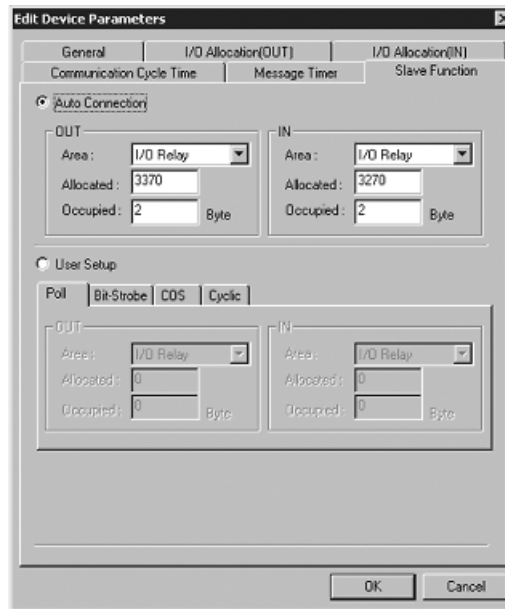 Edit Device Parameters
General I/O Allocation(OUT) I/O Allocation(IN)
Communication Cycle Time Message Timer Slave Function
Auto Connection
OUT IN
Area : I/O Relay Area : I/O Relay
Allocated : 3370 Allocated : 3270
Occupied : 2 Byte Occupied : 2 Byte
User Setup
Poll Bit-Strobe COS Cyclic
OUT IN
Area : I/O Relay Area : I/O Relay
Allocated : 0 Allocated : 0
Occupied : 0 Byte Occupied : 0 Byte
OK Cancel